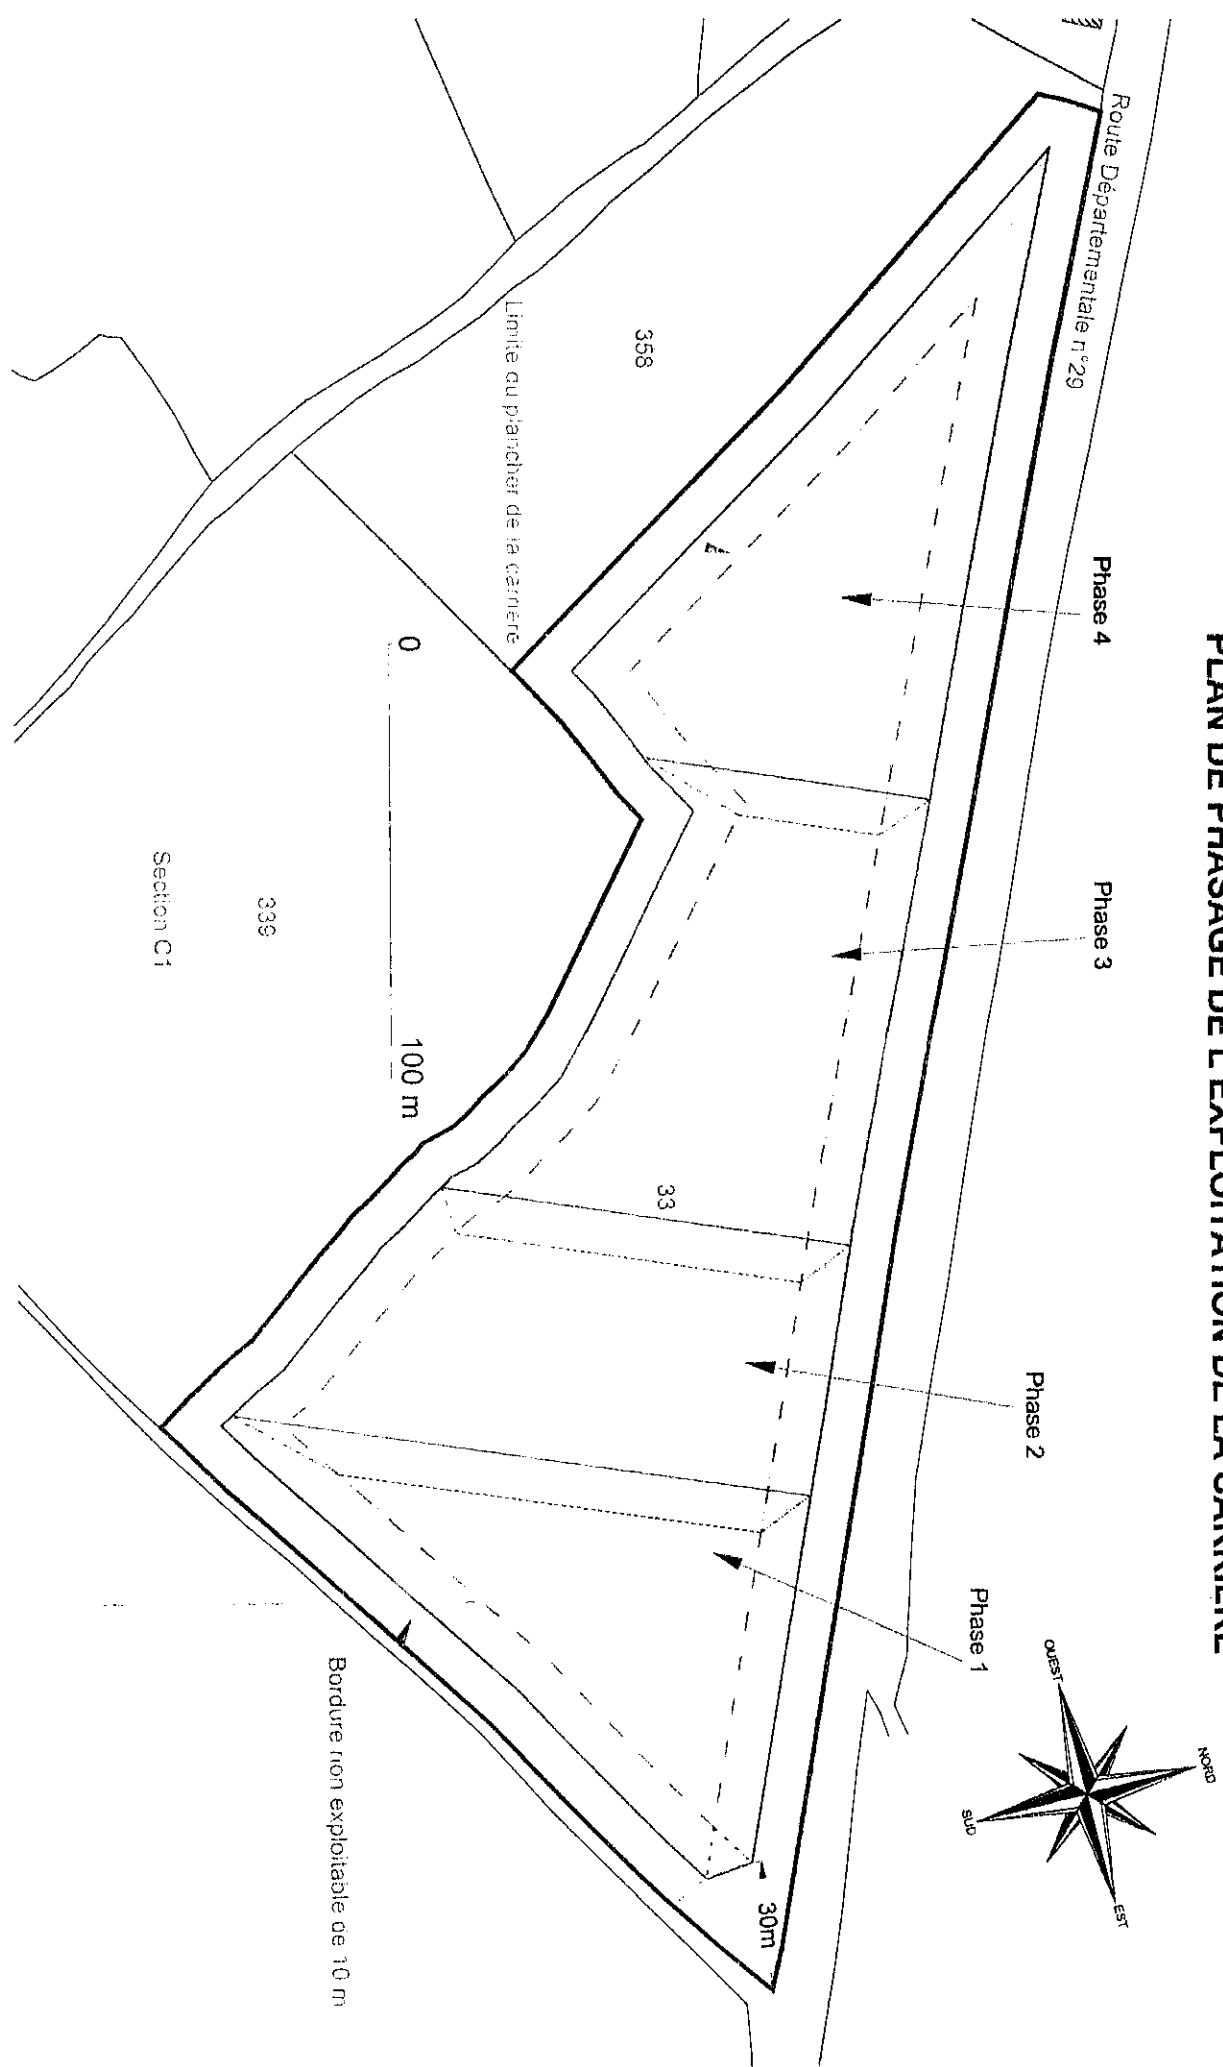 PLAN DE PHASAGE DE L'EXPLOITATION DE LA CARRIERE
Route Départementale n°29
Phase 4
Phase 3
Phase 2
Phase 1
NORD
OUEST
EST
SUD
358
Limite du plancher de la carrière
33
30m
0
100 m
339
Section C1
Bordure non exploitable de 10 m